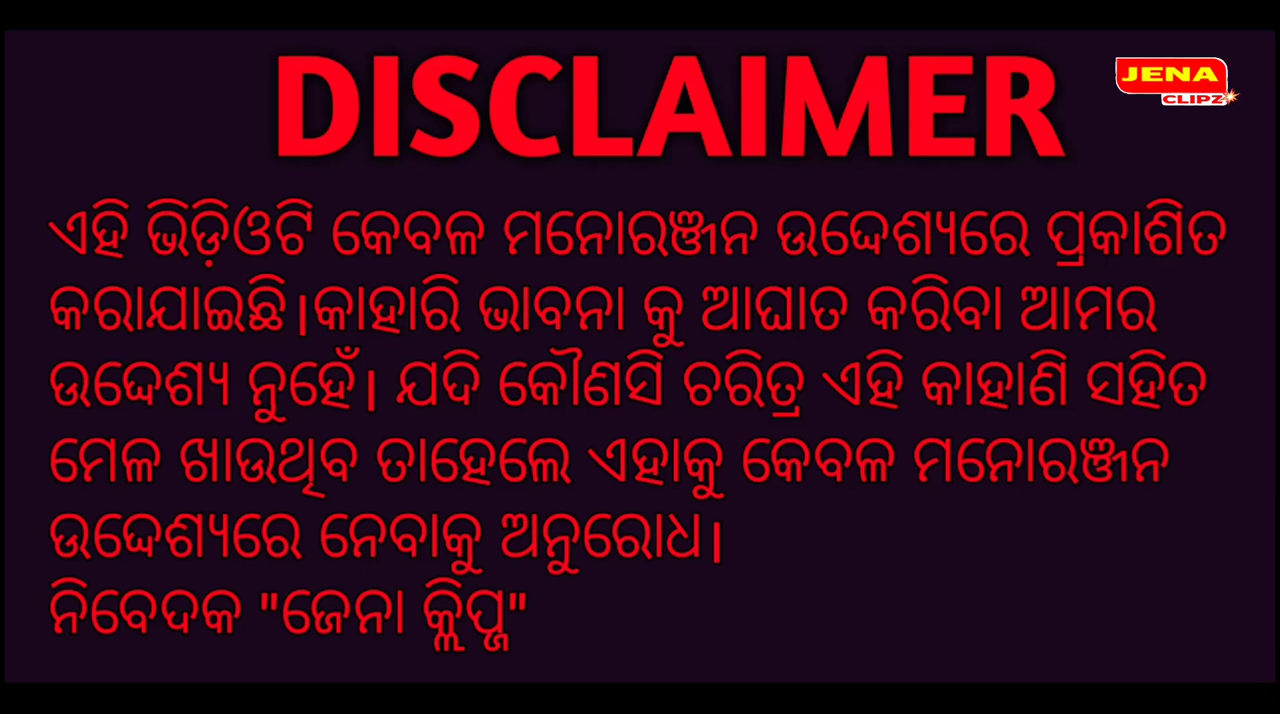 DISCLAIMER
JENA
CLIPZ
ଏହି ଭିଡ଼ିଓଟି କେବଳ ମନୋରଞ୍ଜନ ଉଦ୍ଦେଶ୍ୟରେ ପ୍ରକାଶିତ
କରାଯାଇଛି।କାହାରି ଭାବନା କୁ ଆଘାତ କରିବା ଆମର
ଉଦ୍ଦେଶ୍ୟ ନୁହେଁ। ଯଦି କୌଣସି ଚରିତ୍ର ଏହି କାହାଣି ସହିତ
ମେଳ ଖାଉଥିବ ତାହେଲେ ଏହାକୁ କେବଳ ମନୋରଞ୍ଜନ
ଉଦ୍ଦେଶ୍ୟରେ ନେବାକୁ ଅନୁରୋଧ।
ନିବେଦକ "ଜେନା କ୍ଲିପ୍ଜ"